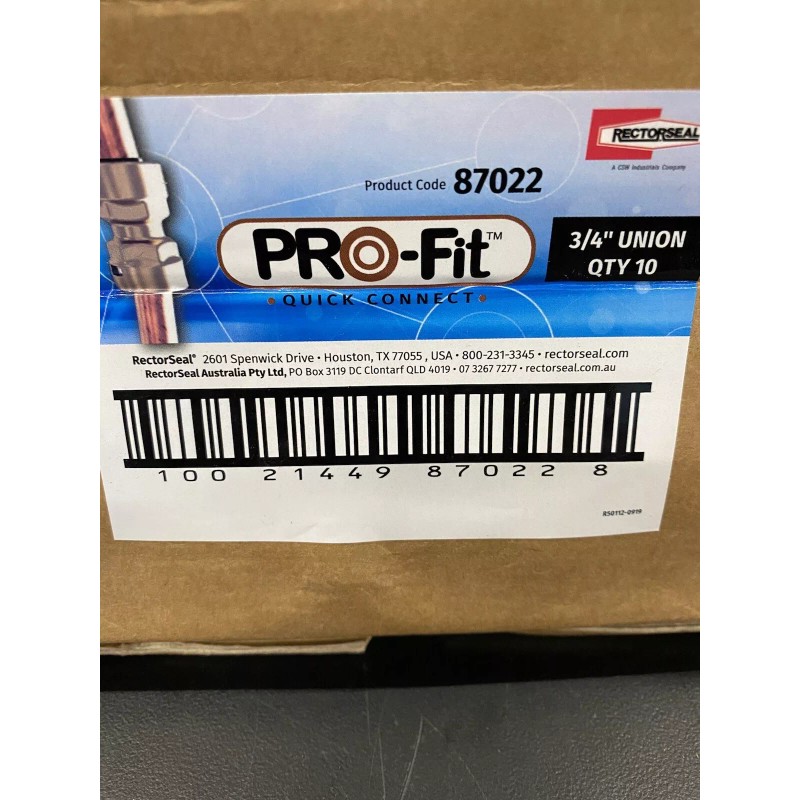 RECTORSEAL
A CSW Industrials Company
Product Code 87022
PRO-Fit™
• QUICK CONNECT •
3/4" UNION
QTY 10
RectorSeal® 2601 Spenwick Drive • Houston, TX 77055 , USA • 800-231-3345 • rectorseal.com
RectorSeal Australia Pty Ltd, PO Box 3119 DC Clontarf QLD 4019 • 07 3267 7277 • rectorseal.com.au
100 21449 87022 8
R50112-0919